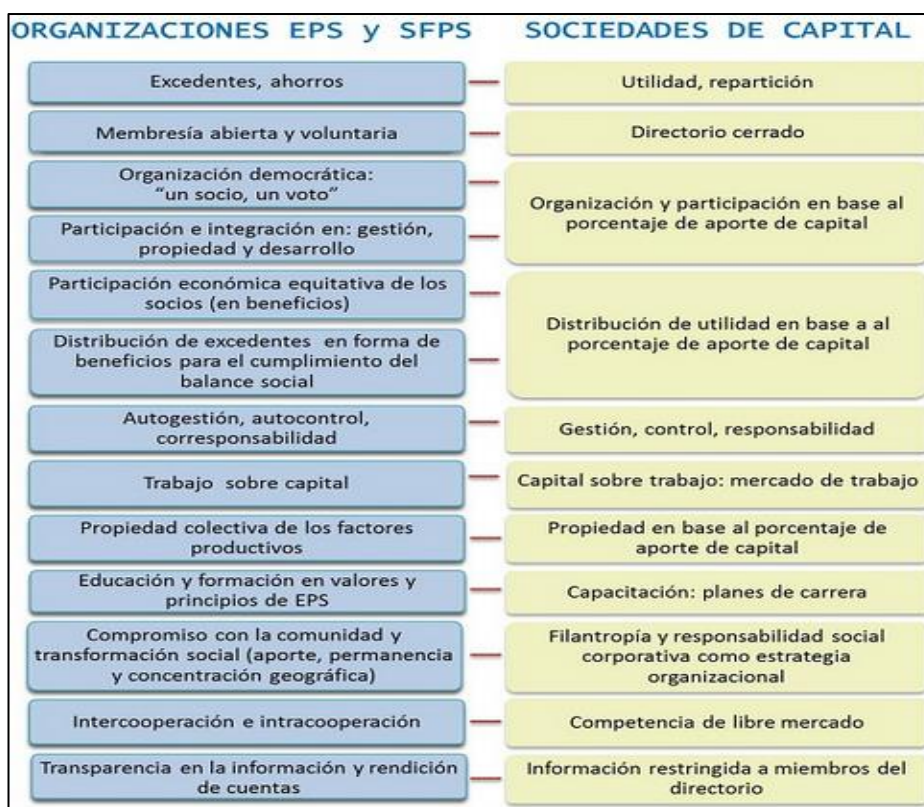 ORGANIZACIONES EPS y SFPS
SOCIEDADES DE CAPITAL
Excedentes, ahorros
Utilidad, repartición
Membresía abierta y voluntaria
Directorio cerrado
Organización democrática:
“un socio, un voto”
Participación e integración en: gestión,
propiedad y desarrollo
Organización y participación en base al
porcentaje de aporte de capital
Participación económica equitativa de los
socios (en beneficios)
Distribución de excedentes en forma de
beneficios para el cumplimiento del
balance social
Distribución de utilidad en base a al
porcentaje de aporte de capital
Autogestión, autocontrol,
corresponsabilidad
Gestión, control, responsabilidad
Trabajo sobre capital
Capital sobre trabajo: mercado de trabajo
Propiedad colectiva de los factores
productivos
Propiedad en base al porcentaje de
aporte de capital
Educación y formación en valores y
principios de EPS
Capacitación: planes de carrera
Compromiso con la comunidad y
transformación social (aporte, permanencia
y concentración geográfica)
Filantropía y responsabilidad social
corporativa como estrategia
organizacional
Intercooperación e intracooperación
Competencia de libre mercado
Transparencia en la información y rendición
de cuentas
Información restringida a miembros del
directorio